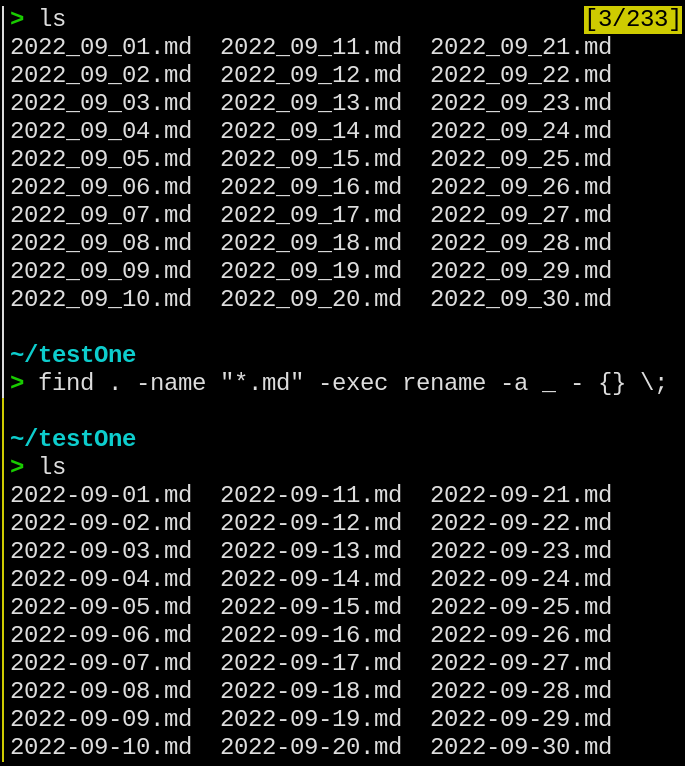 > ls [3/233]
2022_09_01.md 2022_09_11.md 2022_09_21.md
2022_09_02.md 2022_09_12.md 2022_09_22.md
2022_09_03.md 2022_09_13.md 2022_09_23.md
2022_09_04.md 2022_09_14.md 2022_09_24.md
2022_09_05.md 2022_09_15.md 2022_09_25.md
2022_09_06.md 2022_09_16.md 2022_09_26.md
2022_09_07.md 2022_09_17.md 2022_09_27.md
2022_09_08.md 2022_09_18.md 2022_09_28.md
2022_09_09.md 2022_09_19.md 2022_09_29.md
2022_09_10.md 2022_09_20.md 2022_09_30.md
~/testOne
> find . -name "*.md" -exec rename -a _ - {} \;
~/testOne
> ls
2022-09-01.md 2022-09-11.md 2022-09-21.md
2022-09-02.md 2022-09-12.md 2022-09-22.md
2022-09-03.md 2022-09-13.md 2022-09-23.md
2022-09-04.md 2022-09-14.md 2022-09-24.md
2022-09-05.md 2022-09-15.md 2022-09-25.md
2022-09-06.md 2022-09-16.md 2022-09-26.md
2022-09-07.md 2022-09-17.md 2022-09-27.md
2022-09-08.md 2022-09-18.md 2022-09-28.md
2022-09-09.md 2022-09-19.md 2022-09-29.md
2022-09-10.md 2022-09-20.md 2022-09-30.md